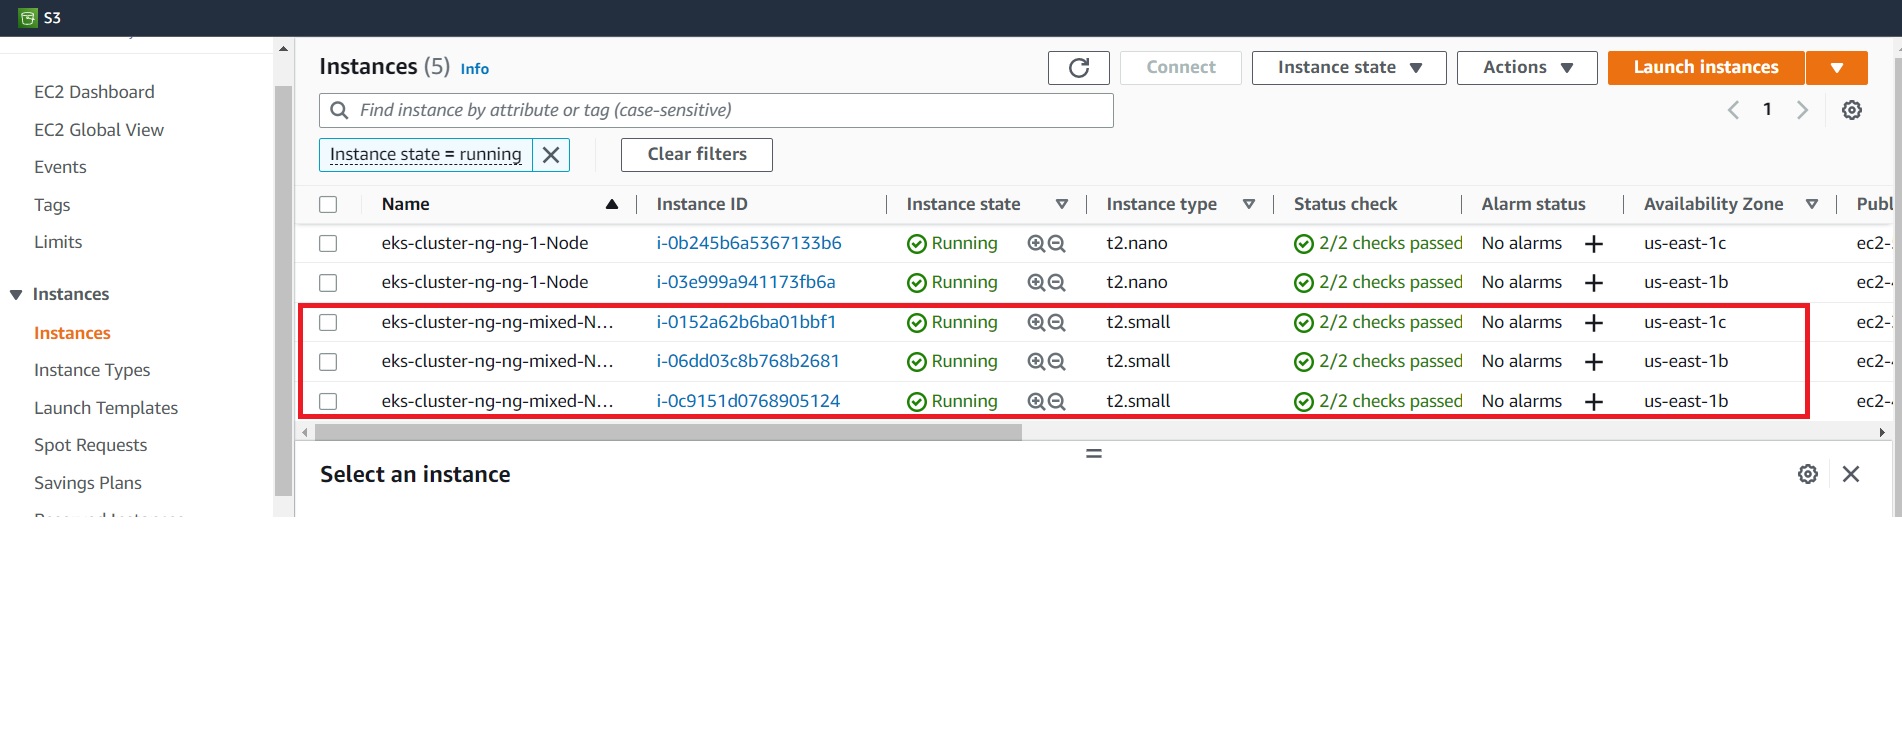 S3
EC2 Dashboard
EC2 Global View
Events
Tags
Limits
Instances
Instances
Instance Types
Launch Templates
Spot Requests
Savings Plans
Instances (5) Info
Connect
Instance state
Actions
Launch instances
Find instance by attribute or tag (case-sensitive)
1
Instance state = running
Clear filters
Name Instance ID Instance state Instance type Status check Alarm status Availability Zone Publ
eks-cluster-ng-ng-1-Node i-0b245b6a5367133b6 Running t2.nano 2/2 checks passed No alarms + us-east-1c ec2-
eks-cluster-ng-ng-1-Node i-03e999a941173fb6a Running t2.nano 2/2 checks passed No alarms + us-east-1b ec2-
eks-cluster-ng-ng-mixed-N... i-0152a62b6ba01bbf1 Running t2.small 2/2 checks passed No alarms + us-east-1c ec2-
eks-cluster-ng-ng-mixed-N... i-06dd03c8b768b2681 Running t2.small 2/2 checks passed No alarms + us-east-1b ec2-
eks-cluster-ng-ng-mixed-N... i-0c9151d0768905124 Running t2.small 2/2 checks passed No alarms + us-east-1b ec2-
Select an instance